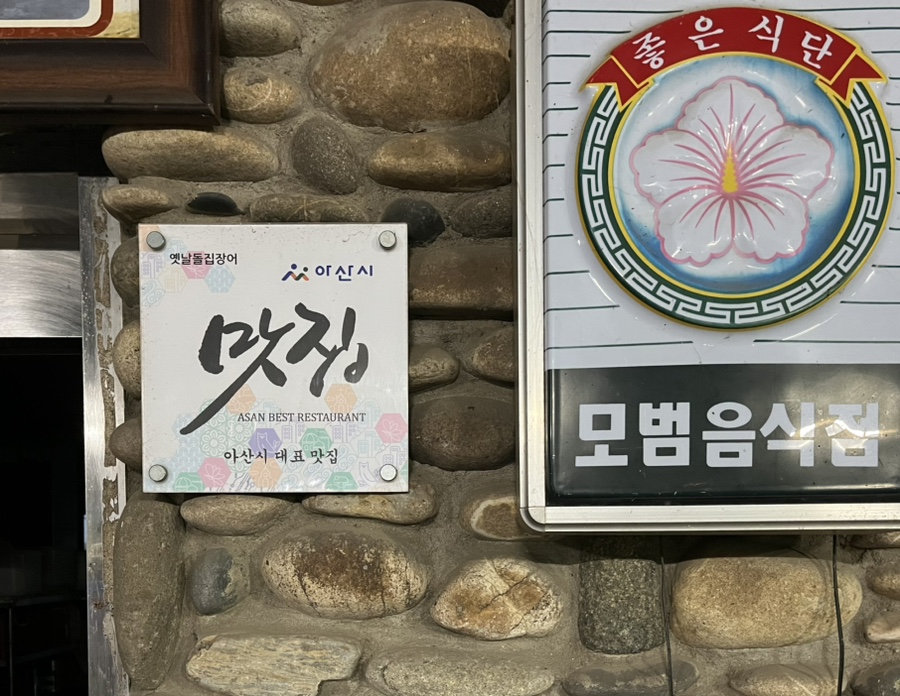 옛날돌집장어
아산시
맛집
ASAN BEST RESTAURANT
아산시 대표 맛집
좋은식단
모범음식점